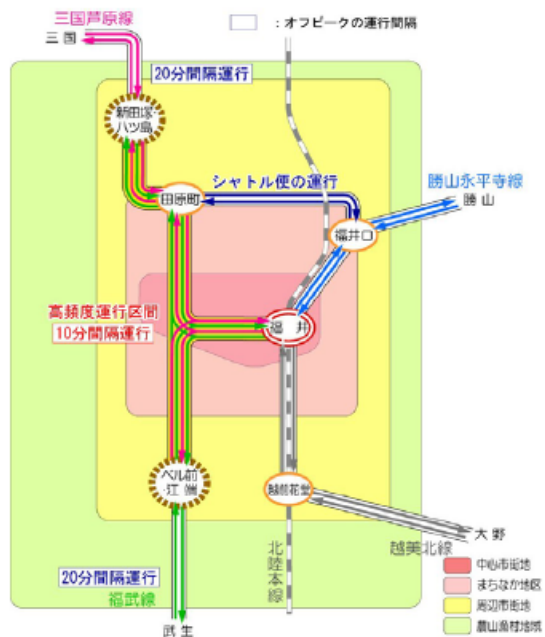 三国芦原線
三国
：オフピークの運行間隔
20分間隔運行
新田塚・
八ツ島
シャトル便の運行
田原町
勝山永平寺線
勝山
福井口
高頻度運行区間
10分間隔運行
福井
ベル前
・江端
越前花堂
大野
越美北線
北陸本線
20分間隔運行
福武線
武生
中心市街地
まちなか地区
周辺市街地
農山漁村地域